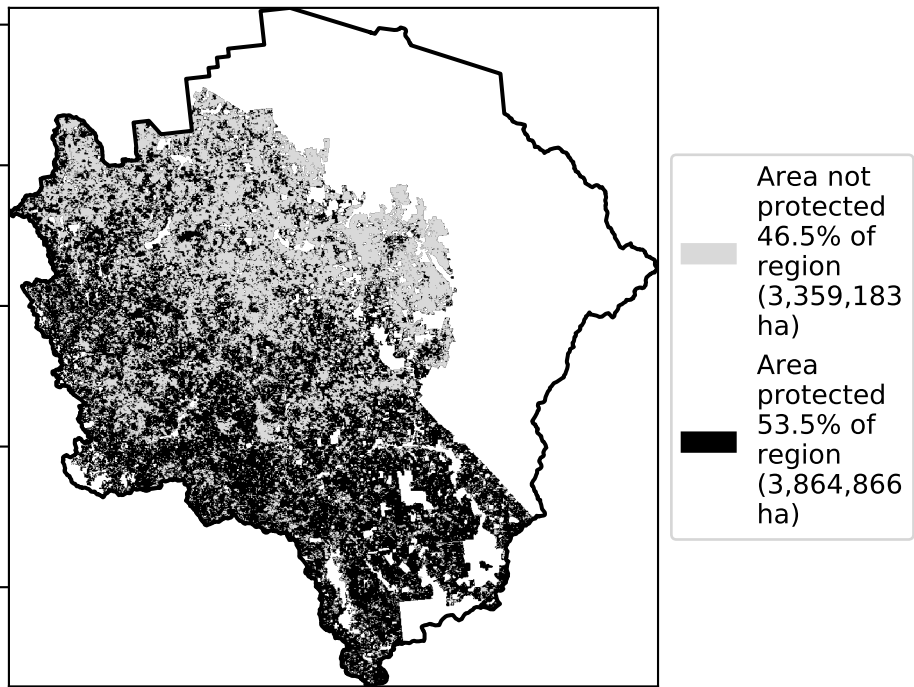 Area not
protected
46.5% of
region
(3,359,183
ha)
Area
protected
53.5% of
region
(3,864,866
ha)